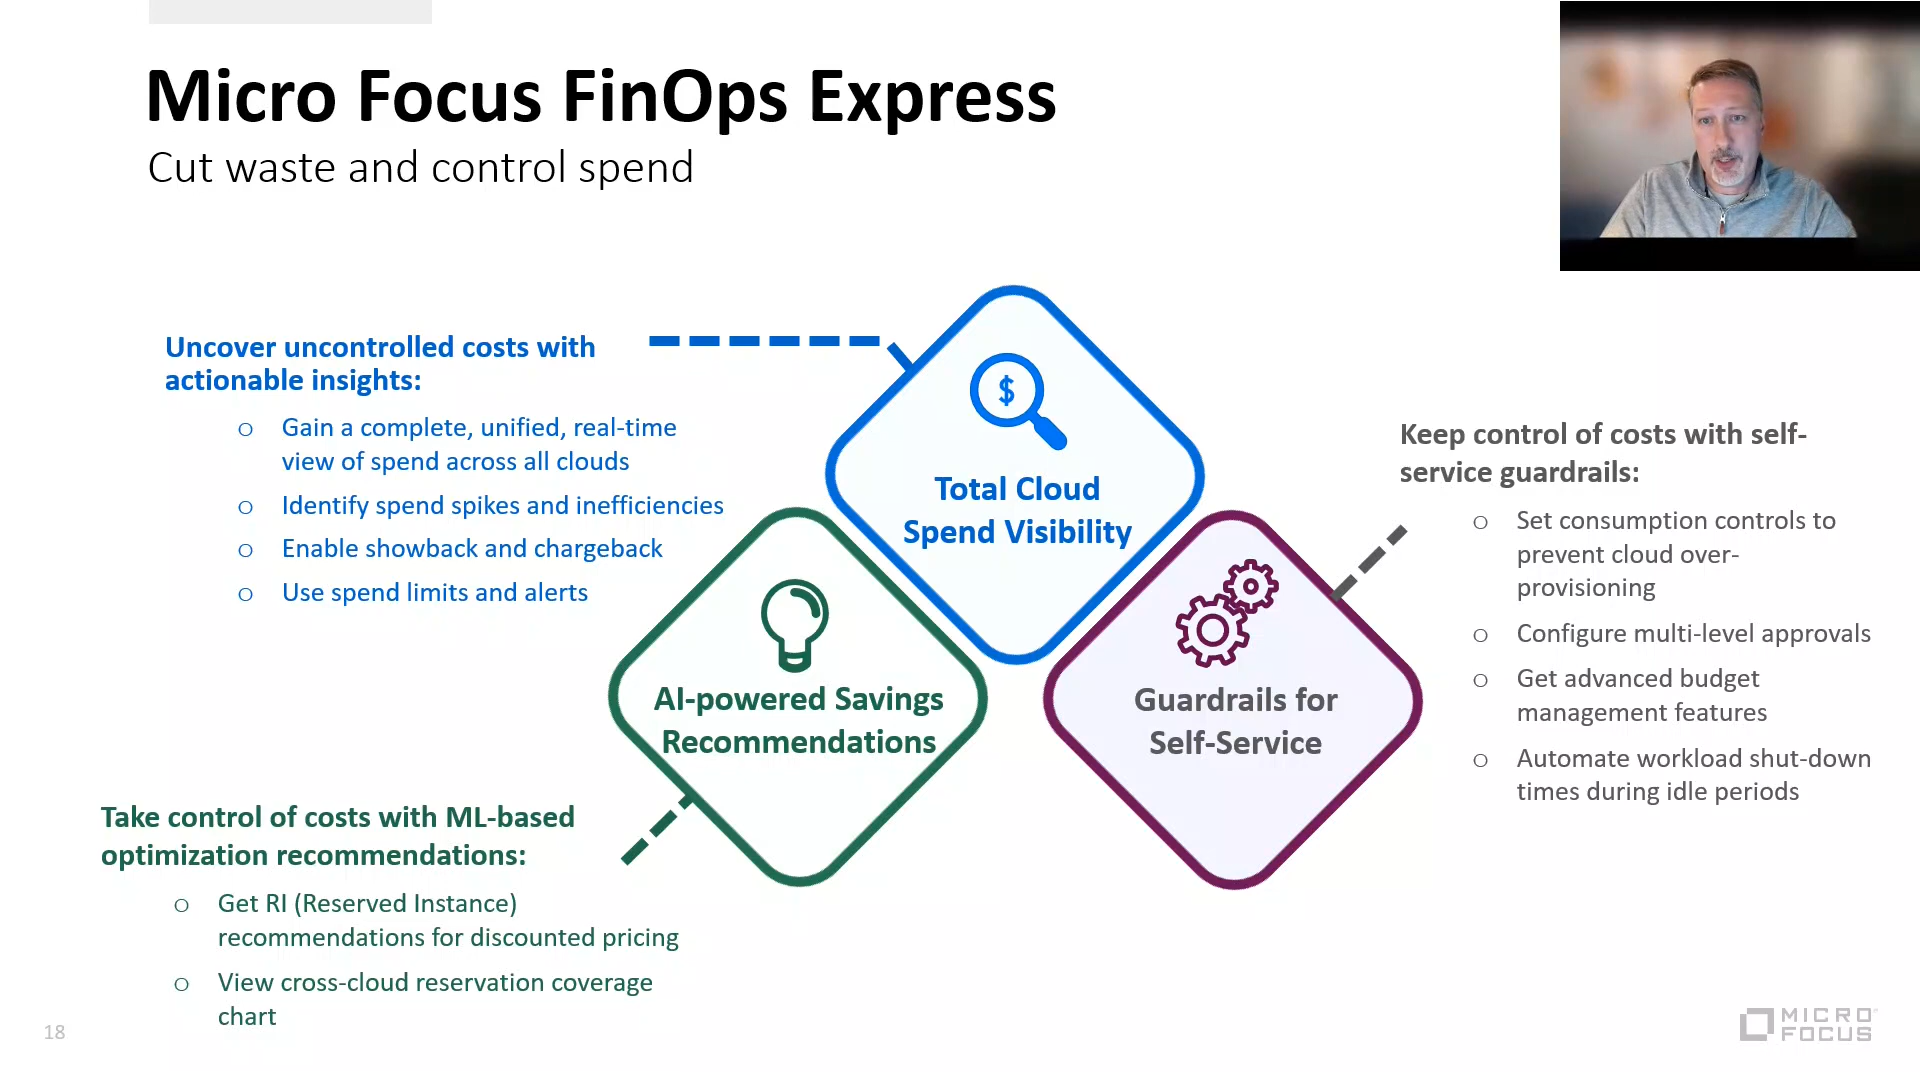 Micro Focus FinOps Express
Cut waste and control spend
Uncover uncontrolled costs with
actionable insights:
o Gain a complete, unified, real-time
view of spend across all clouds
o Identify spend spikes and inefficiencies
o Enable showback and chargeback
o Use spend limits and alerts
$
Total Cloud
Spend Visibility
AI-powered Savings
Recommendations
Guardrails for
Self-Service
Keep control of costs with self-
service guardrails:
o Set consumption controls to
prevent cloud over-
provisioning
o Configure multi-level approvals
o Get advanced budget
management features
o Automate workload shut-down
times during idle periods
Take control of costs with ML-based
optimization recommendations:
o Get RI (Reserved Instance)
recommendations for discounted pricing
o View cross-cloud reservation coverage
chart
18
MICRO
FOCUS